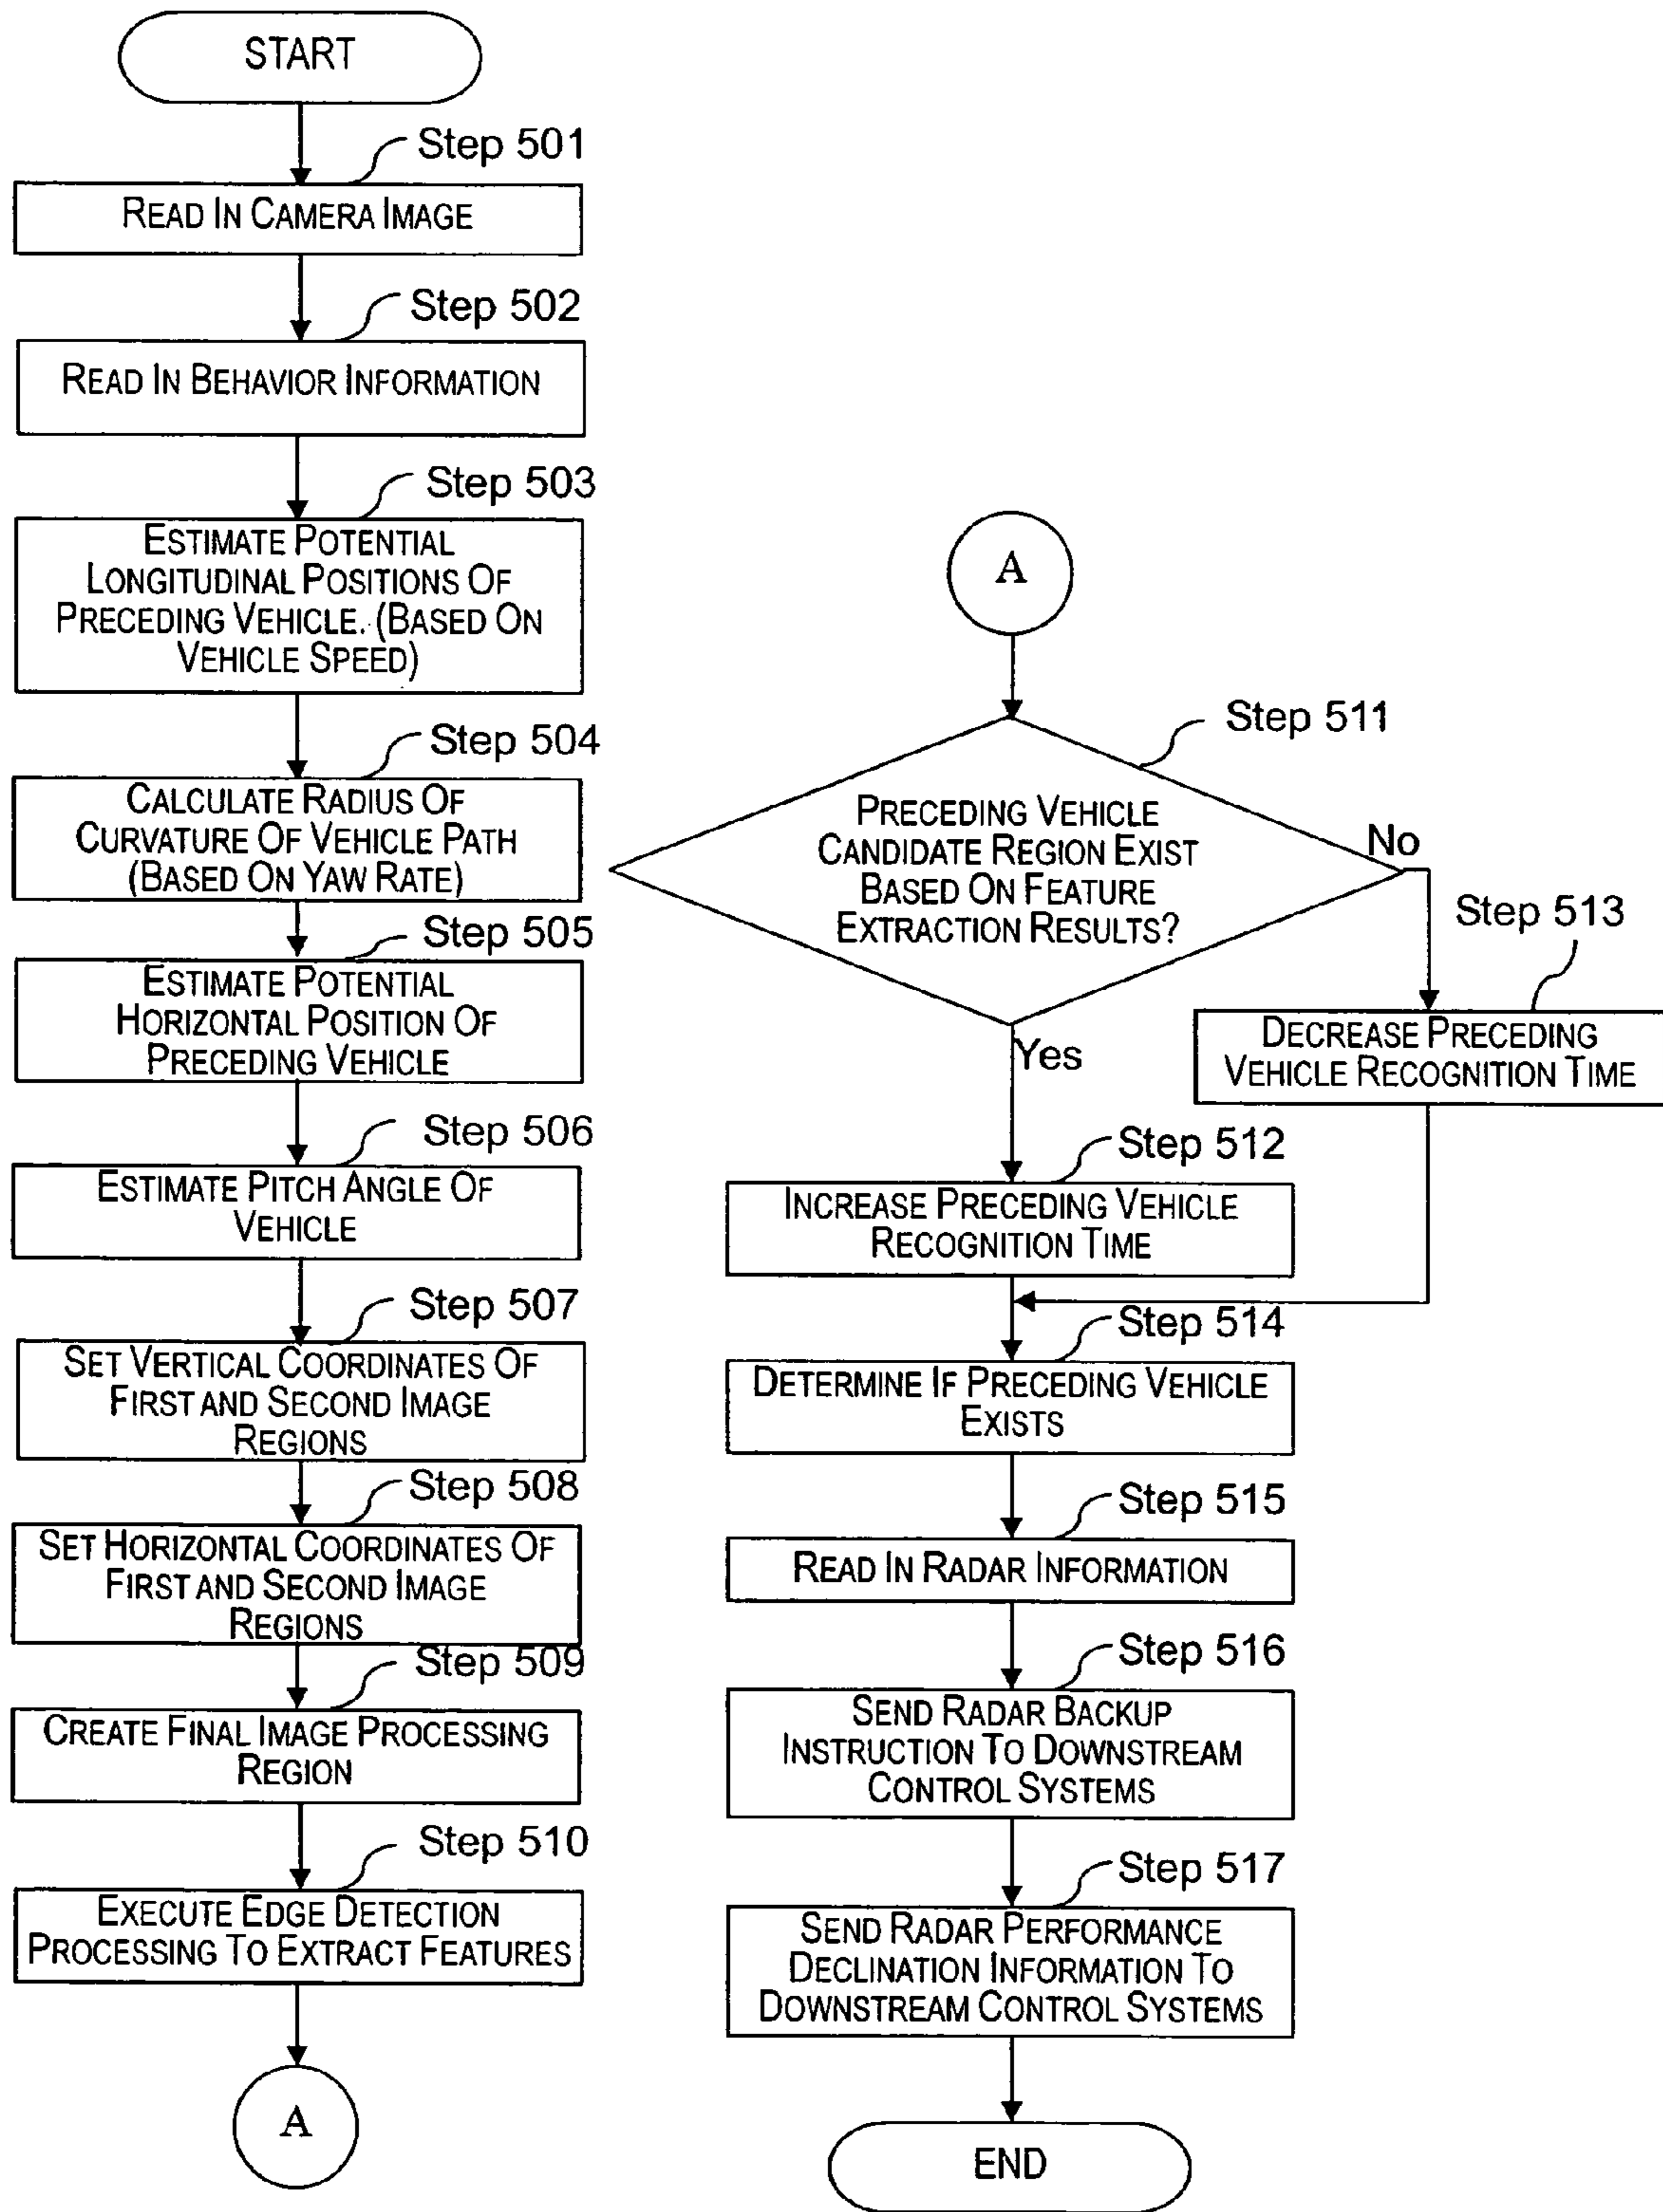 START
Step 501
READ IN CAMERA IMAGE
Step 502
READ IN BEHAVIOR INFORMATION
Step 503
ESTIMATE POTENTIAL
LONGITUDINAL POSITIONS OF
PRECEDING VEHICLE. (BASED ON
VEHICLE SPEED)
Step 504
CALCULATE RADIUS OF
CURVATURE OF VEHICLE PATH
(BASED ON YAW RATE)
Step 505
ESTIMATE POTENTIAL
HORIZONTAL POSITION OF
PRECEDING VEHICLE
Step 506
ESTIMATE PITCH ANGLE OF
VEHICLE
Step 507
SET VERTICAL COORDINATES OF
FIRST AND SECOND IMAGE
REGIONS
Step 508
SET HORIZONTAL COORDINATES OF
FIRST AND SECOND IMAGE
REGIONS
Step 509
CREATE FINAL IMAGE PROCESSING
REGION
Step 510
EXECUTE EDGE DETECTION
PROCESSING TO EXTRACT FEATURES
A
A
Step 511
PRECEDING VEHICLE
CANDIDATE REGION EXIST
BASED ON FEATURE
EXTRACTION RESULTS?
No
Step 513
DECREASE PRECEDING
VEHICLE RECOGNITION TIME
Yes
Step 512
INCREASE PRECEDING VEHICLE
RECOGNITION TIME
Step 514
DETERMINE IF PRECEDING VEHICLE
EXISTS
Step 515
READ IN RADAR INFORMATION
Step 516
SEND RADAR BACKUP
INSTRUCTION TO DOWNSTREAM
CONTROL SYSTEMS
Step 517
SEND RADAR PERFORMANCE
DECLINATION INFORMATION TO
DOWNSTREAM CONTROL SYSTEMS
END